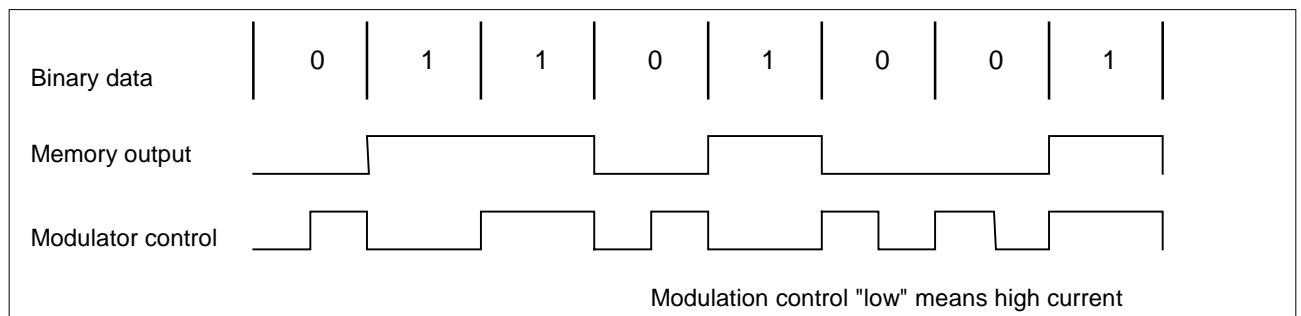 Binary data 0 1 1 0 1 0 0 1
Memory output
Modulator control
Modulation control "low" means high current